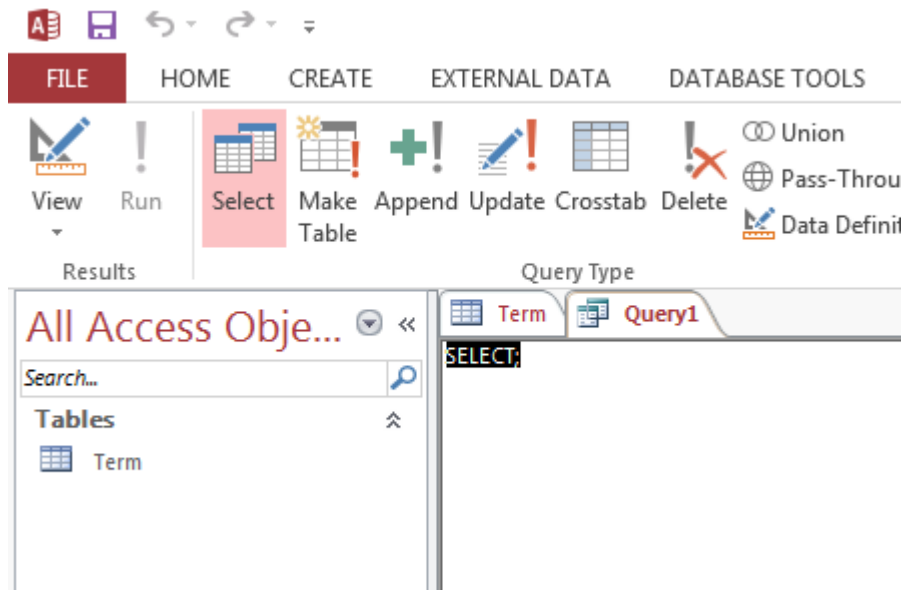 FILE HOME CREATE EXTERNAL DATA DATABASE TOOLS
View Run Select Make Table Append Update Crosstab Delete
Union
Pass-Throu
Data Definit
Results Query Type
All Access Obje... «
Term Query1
Search...
SELECT;
Tables
Term